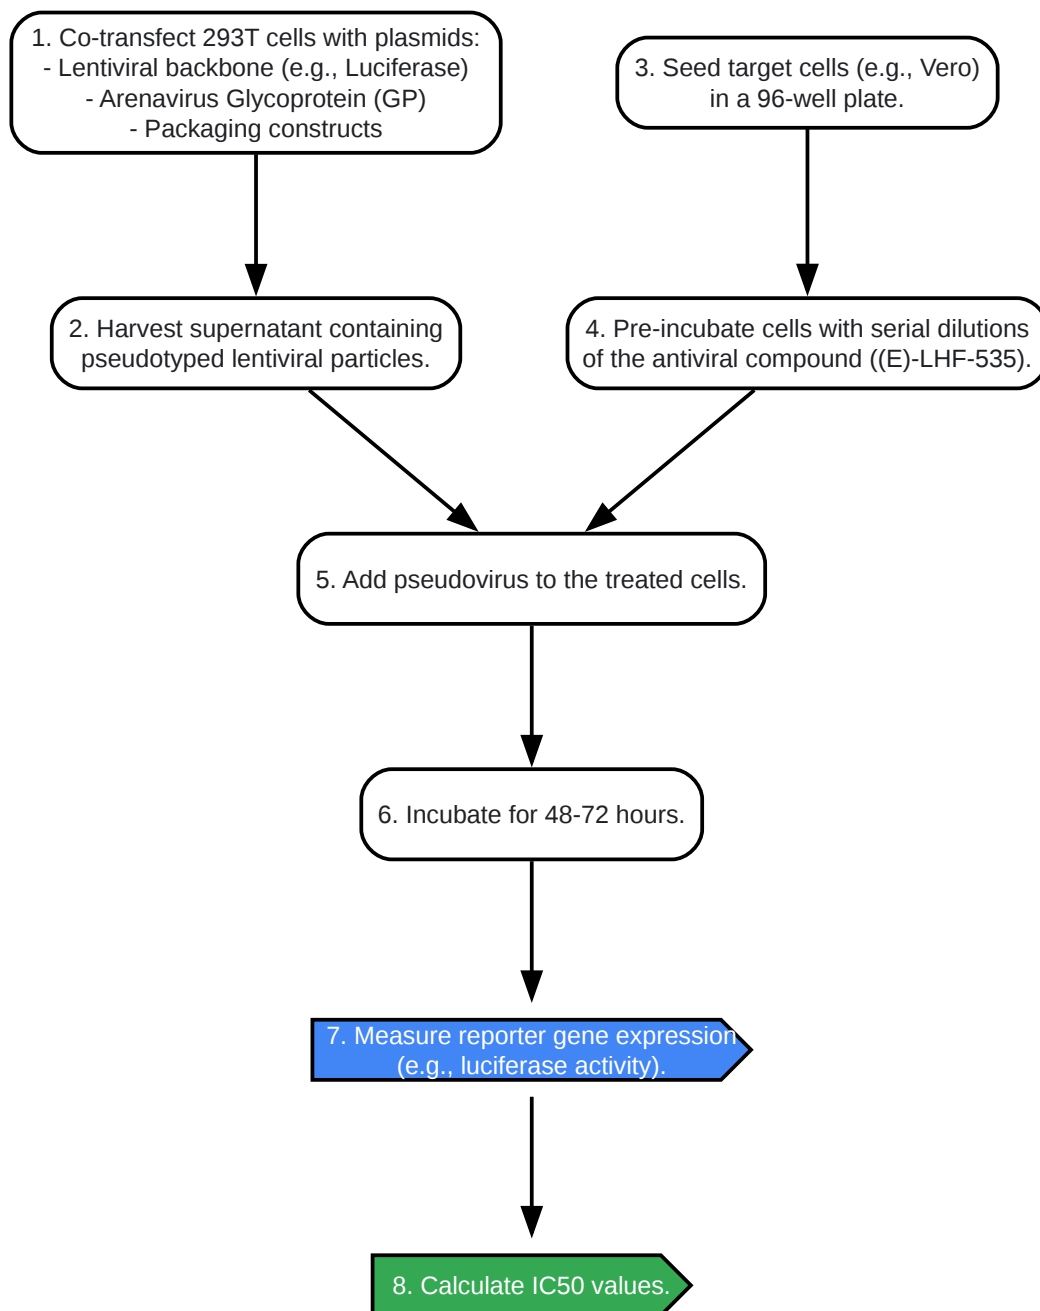 1. Co-transfect 293T cells with plasmids:
- Lentiviral backbone (e.g., Luciferase)
- Arenavirus Glycoprotein (GP)
- Packaging constructs
3. Seed target cells (e.g., Vero)
in a 96-well plate.
2. Harvest supernatant containing
pseudotyped lentiviral particles.
4. Pre-incubate cells with serial dilutions
of the antiviral compound ((E)-LHF-535).
5. Add pseudovirus to the treated cells.
6. Incubate for 48-72 hours.
7. Measure reporter gene expression
(e.g., luciferase activity).
8. Calculate IC50 values.